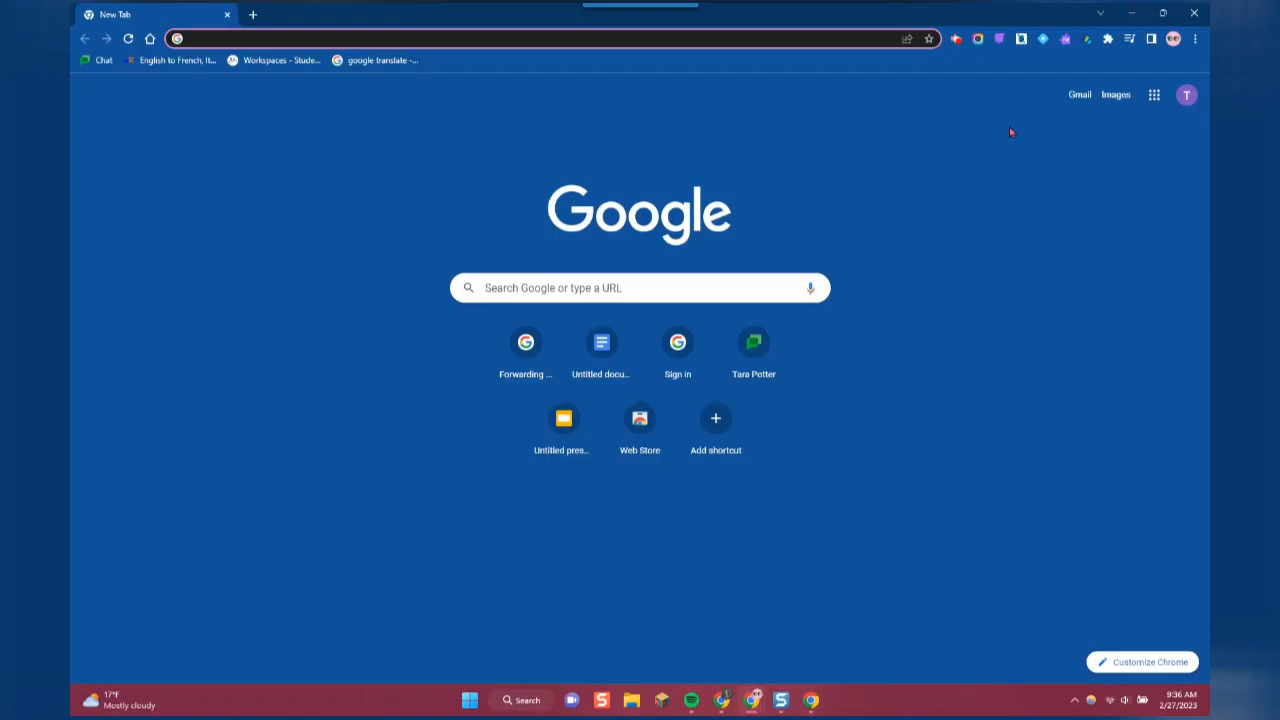 New Tab
Chat English to French, It... Workspaces - Stude... google translate -...
Gmail Images T
Google
Search Google or type a URL
Forwarding ... Untitled docu... Sign in Tara Potter
Untitled pres... Web Store Add shortcut
Customize Chrome
17°F
Mostly cloudy
Search
9:36 AM
2/27/2023